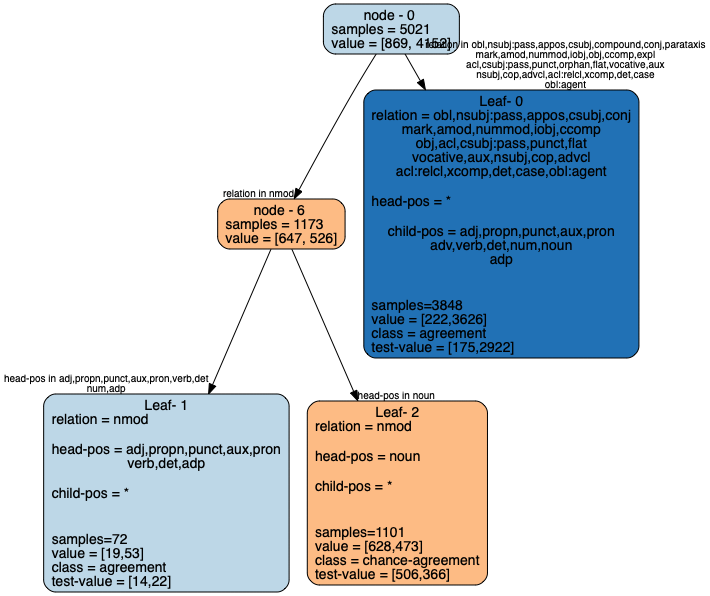 node - 0
samples = 5021
value = [869, 4152]
relation in obl,nsubj:pass,appos,csubj,compound,conj,parataxis
mark,amod,nummod,iobj,obj,ccomp,expl
acl,csubj:pass,punct,orphan,flat,vocative,aux
nsubj,cop,advcl,acl:relcl,xcomp,det,case
obl:agent
Leaf- 0
relation = obl,nsubj:pass,appos,csubj,conj
mark,amod,nummod,iobj,ccomp
obj,acl,csubj:pass,punct,flat
vocative,aux,nsubj,cop,advcl
acl:relcl,xcomp,det,case,obl:agent
head-pos = *
child-pos = adj,propn,punct,aux,pron
adv,verb,det,num,noun
adp
samples=3848
value = [222,3626]
class = agreement
test-value = [175,2922]
relation in nmod
node - 6
samples = 1173
value = [647, 526]
head-pos in adj,propn,punct,aux,pron,verb,det
num,adp
Leaf- 1
relation = nmod
head-pos = adj,propn,punct,aux,pron
verb,det,adp
child-pos = *
samples=72
value = [19,53]
class = agreement
test-value = [14,22]
head-pos in noun
Leaf- 2
relation = nmod
head-pos = noun
child-pos = *
samples=1101
value = [628,473]
class = chance-agreement
test-value = [506,366]